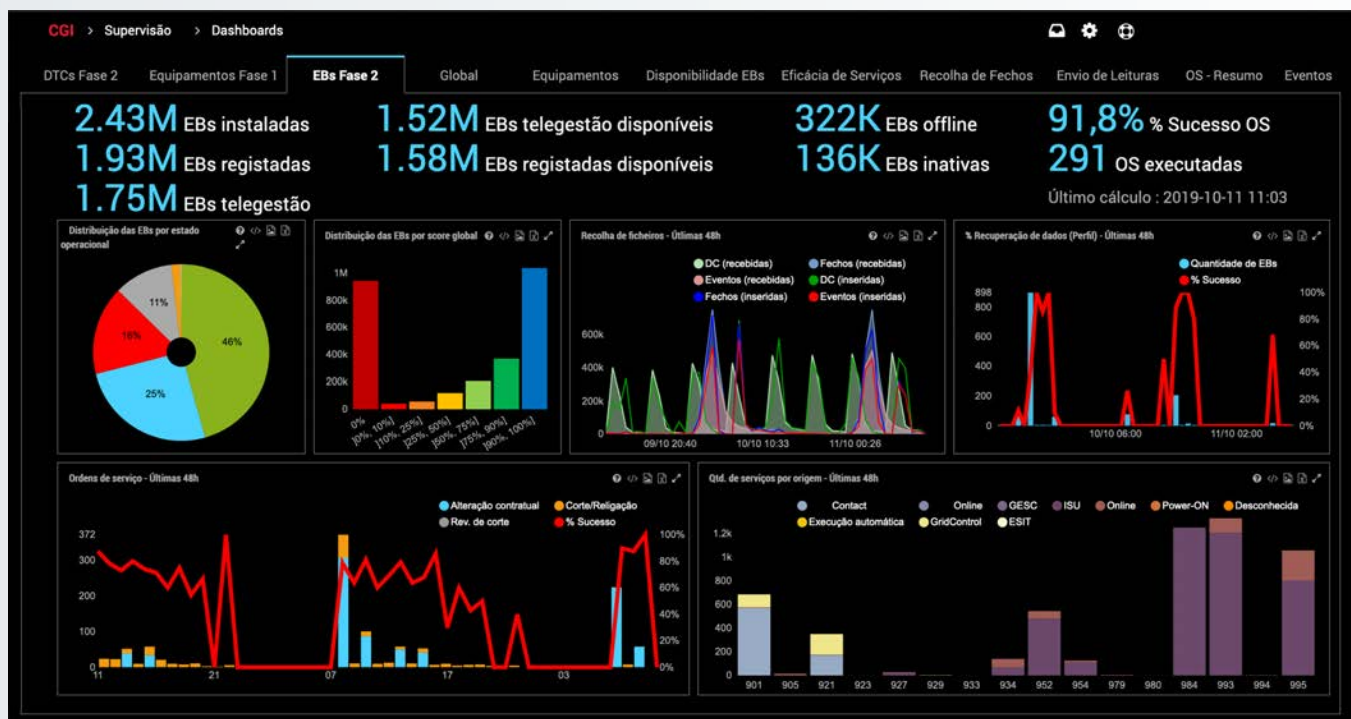 CGI > Supervisão > Dashboards
DTCs Fase 2 Equipamentos Fase 1 EBs Fase 2 Global Equipamentos Disponibilidade EBs Eficácia de Serviços Recolha de Fechos Envio de Leituras OS - Resumo Eventos
2.43M EBs instaladas 1.52M EBs telegestão disponíveis 322K EBs offline 91,8% % Sucesso OS
1.93M EBs registadas 1.58M EBs registadas disponíveis 136K EBs inativas 291 OS executadas
1.75M EBs telegestão Último cálculo : 2019-10-11 11:03
Distribuição das EBs por estado operacional
11%
16%
46%
25%
Distribuição das EBs por score global
1M
800k
600k
400k
200k
0
0% ]0%, 10%] ]10%, 25%] ]25%, 50%] ]50%, 75%] ]75%, 90%] ]90%, 100%]
Recolha de ficheiros - Útlimas 48h
DC (recebidas) Fechos (recebidas)
Eventos (recebidas) DC (inseridas)
Fechos (inseridas) Eventos (inseridas)
600k
400k
200k
0
09/10 20:40 10/10 10:33 11/10 00:26
% Recuperação de dados (Perfil) - Últimas 48h
Quantidade de EBs
% Sucesso
898 100%
800 80%
600 60%
400 40%
200 20%
0 0%
10/10 06:00 11/10 02:00
Ordens de serviço - Últimas 48h
Alteração contratual Corte/Religação
Rev. de corte % Sucesso
372 100%
300 80%
200 60%
100 40%
20%
0 0%
11 21 07 17 03
Qtd. de serviços por origem - Últimas 48h
Contact Online GESC ISU Online Power-ON Desconhecida
Execução automática GridControl ESIT
1.2k
1k
800
600
400
200
0
901 905 921 923 927 929 933 934 952 954 979 980 984 993 994 995